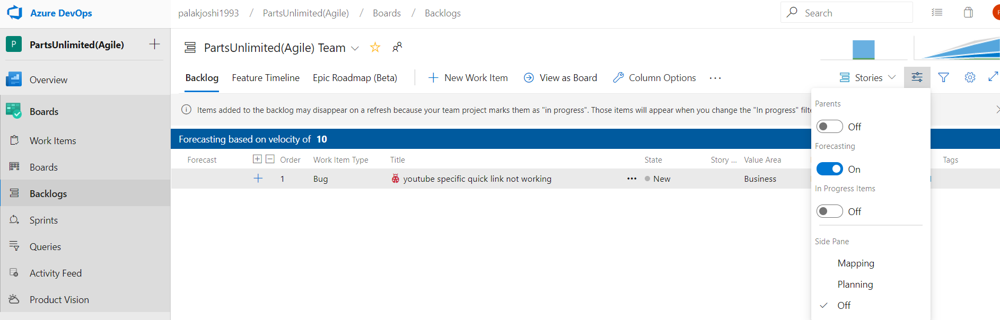 Azure DevOps
palakjoshi1993 / PartsUnlimited(Agile) / Boards / Backlogs
Search
P PartsUnlimited(Agile)
Overview
Boards
Work Items
Boards
Backlogs
Sprints
Queries
Activity Feed
Product Vision
PartsUnlimited(Agile) Team
Backlog Feature Timeline Epic Roadmap (Beta) New Work Item View as Board Column Options ... Stories
Items added to the backlog may disappear on a refresh because your team project marks them as "in progress". Those items will appear when you change the "In progress"
Forecasting based on velocity of 10
Forecast Order Work Item Type Title State Story ... Value Area Tags
1 Bug youtube specific quick link not working ... New Business
Parents
Off
Forecasting
On
In Progress Items
Off
Side Pane
Mapping
Planning
Off